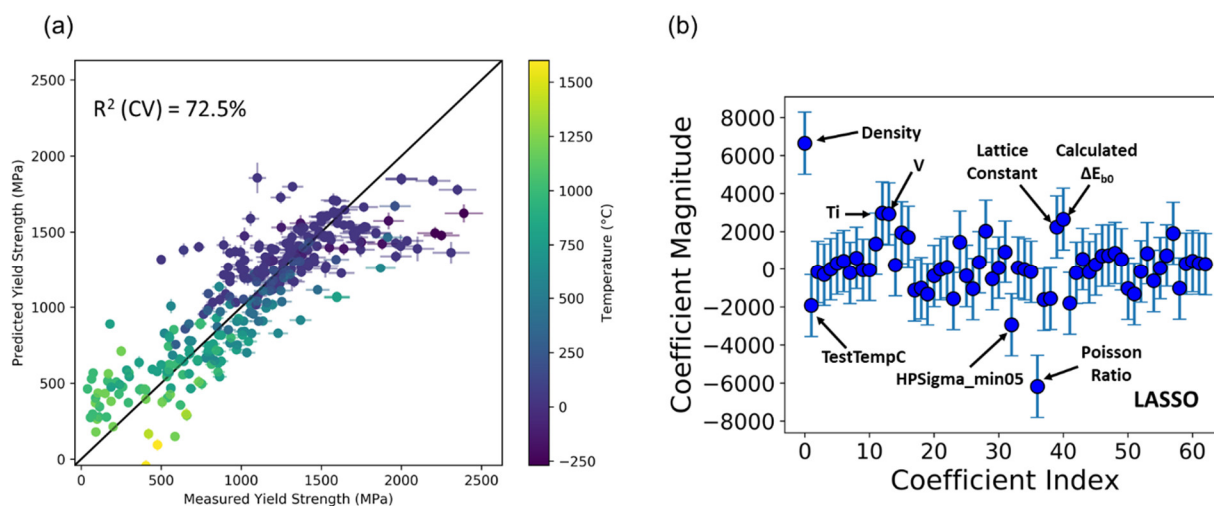 (a)
R² (CV) = 72.5%
Predicted Yield Strength (MPa)
2500
2000
1500
1000
500
0
0 500 1000 1500 2000 2500
Measured Yield Strength (MPa)
1500
1250
1000
750
500
250
0
−250
Temperature (°C)
(b)
Coefficient Magnitude
8000
6000
4000
2000
0
−2000
−4000
−6000
−8000
Density
V
Ti
Lattice
Constant
Calculated
ΔE_b0
TestTempC
HPSigma_min05
Poisson
Ratio
LASSO
0 10 20 30 40 50 60
Coefficient Index